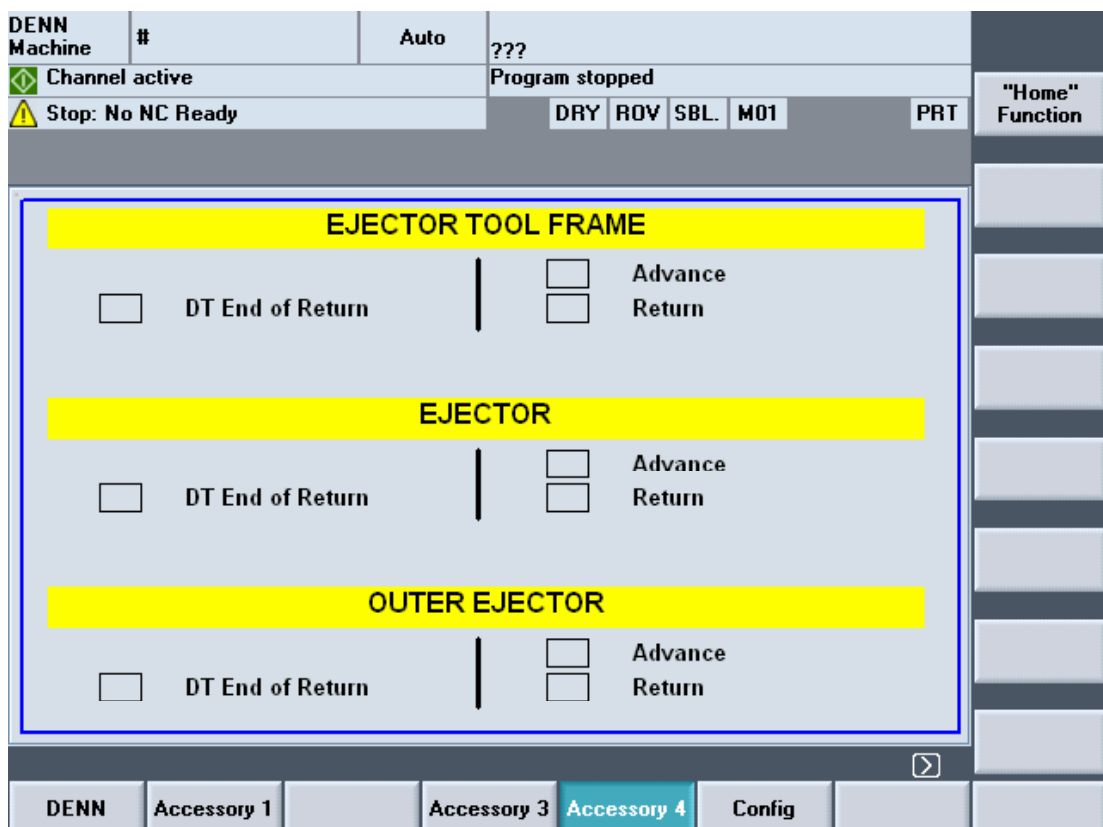 DENN
Machine
#
Auto
???
Channel active
Program stopped
Stop: No NC Ready
DRY ROV SBL. M01 PRT
"Home"
Function
EJECTOR TOOL FRAME
Advance
DT End of Return
Return
EJECTOR
Advance
DT End of Return
Return
OUTER EJECTOR
Advance
DT End of Return
Return
DENN Accessory 1 Accessory 3 Accessory 4 Config